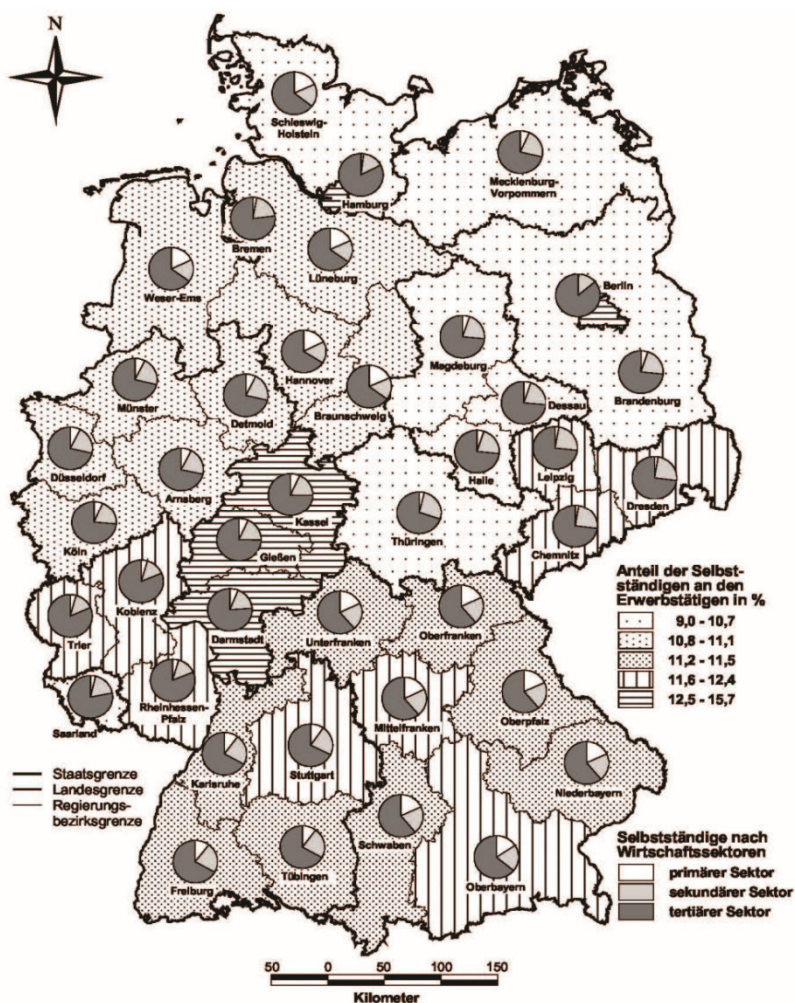 N
Schleswig-
Holstein
Mecklenburg-
Vorpommern
Hamburg
Bremen
Lüneburg
Weser-Ems
Berlin
Hannover
Magdeburg
Brandenburg
Münster
Detmold
Braunschweig
Dessau
Düsseldorf
Arnsberg
Halle
Leipzig
Kassel
Dresden
Köln
Gießen
Thüringen
Chemnitz
Koblenz
Trier
Darmstadt
Unterfranken
Oberfranken
Rheinhessen-
Pfalz
Saarland
Mittelfranken
Oberpfalz
Karlsruhe
Stuttgart
Niederbayern
Schwaben
Freiburg
Tübingen
Oberbayern
Anteil der Selbst-
ständigen an den
Erwerbstätigen in %
9,0 - 10,7
10,8 - 11,1
11,2 - 11,5
11,6 - 12,4
12,5 - 15,7
Staatsgrenze
Landesgrenze
Regierungs-
bezirksgrenze
Selbstständige nach
Wirtschaftssektoren
primärer Sektor
sekundärer Sektor
tertiärer Sektor
50 0 50 100 150
Kilometer